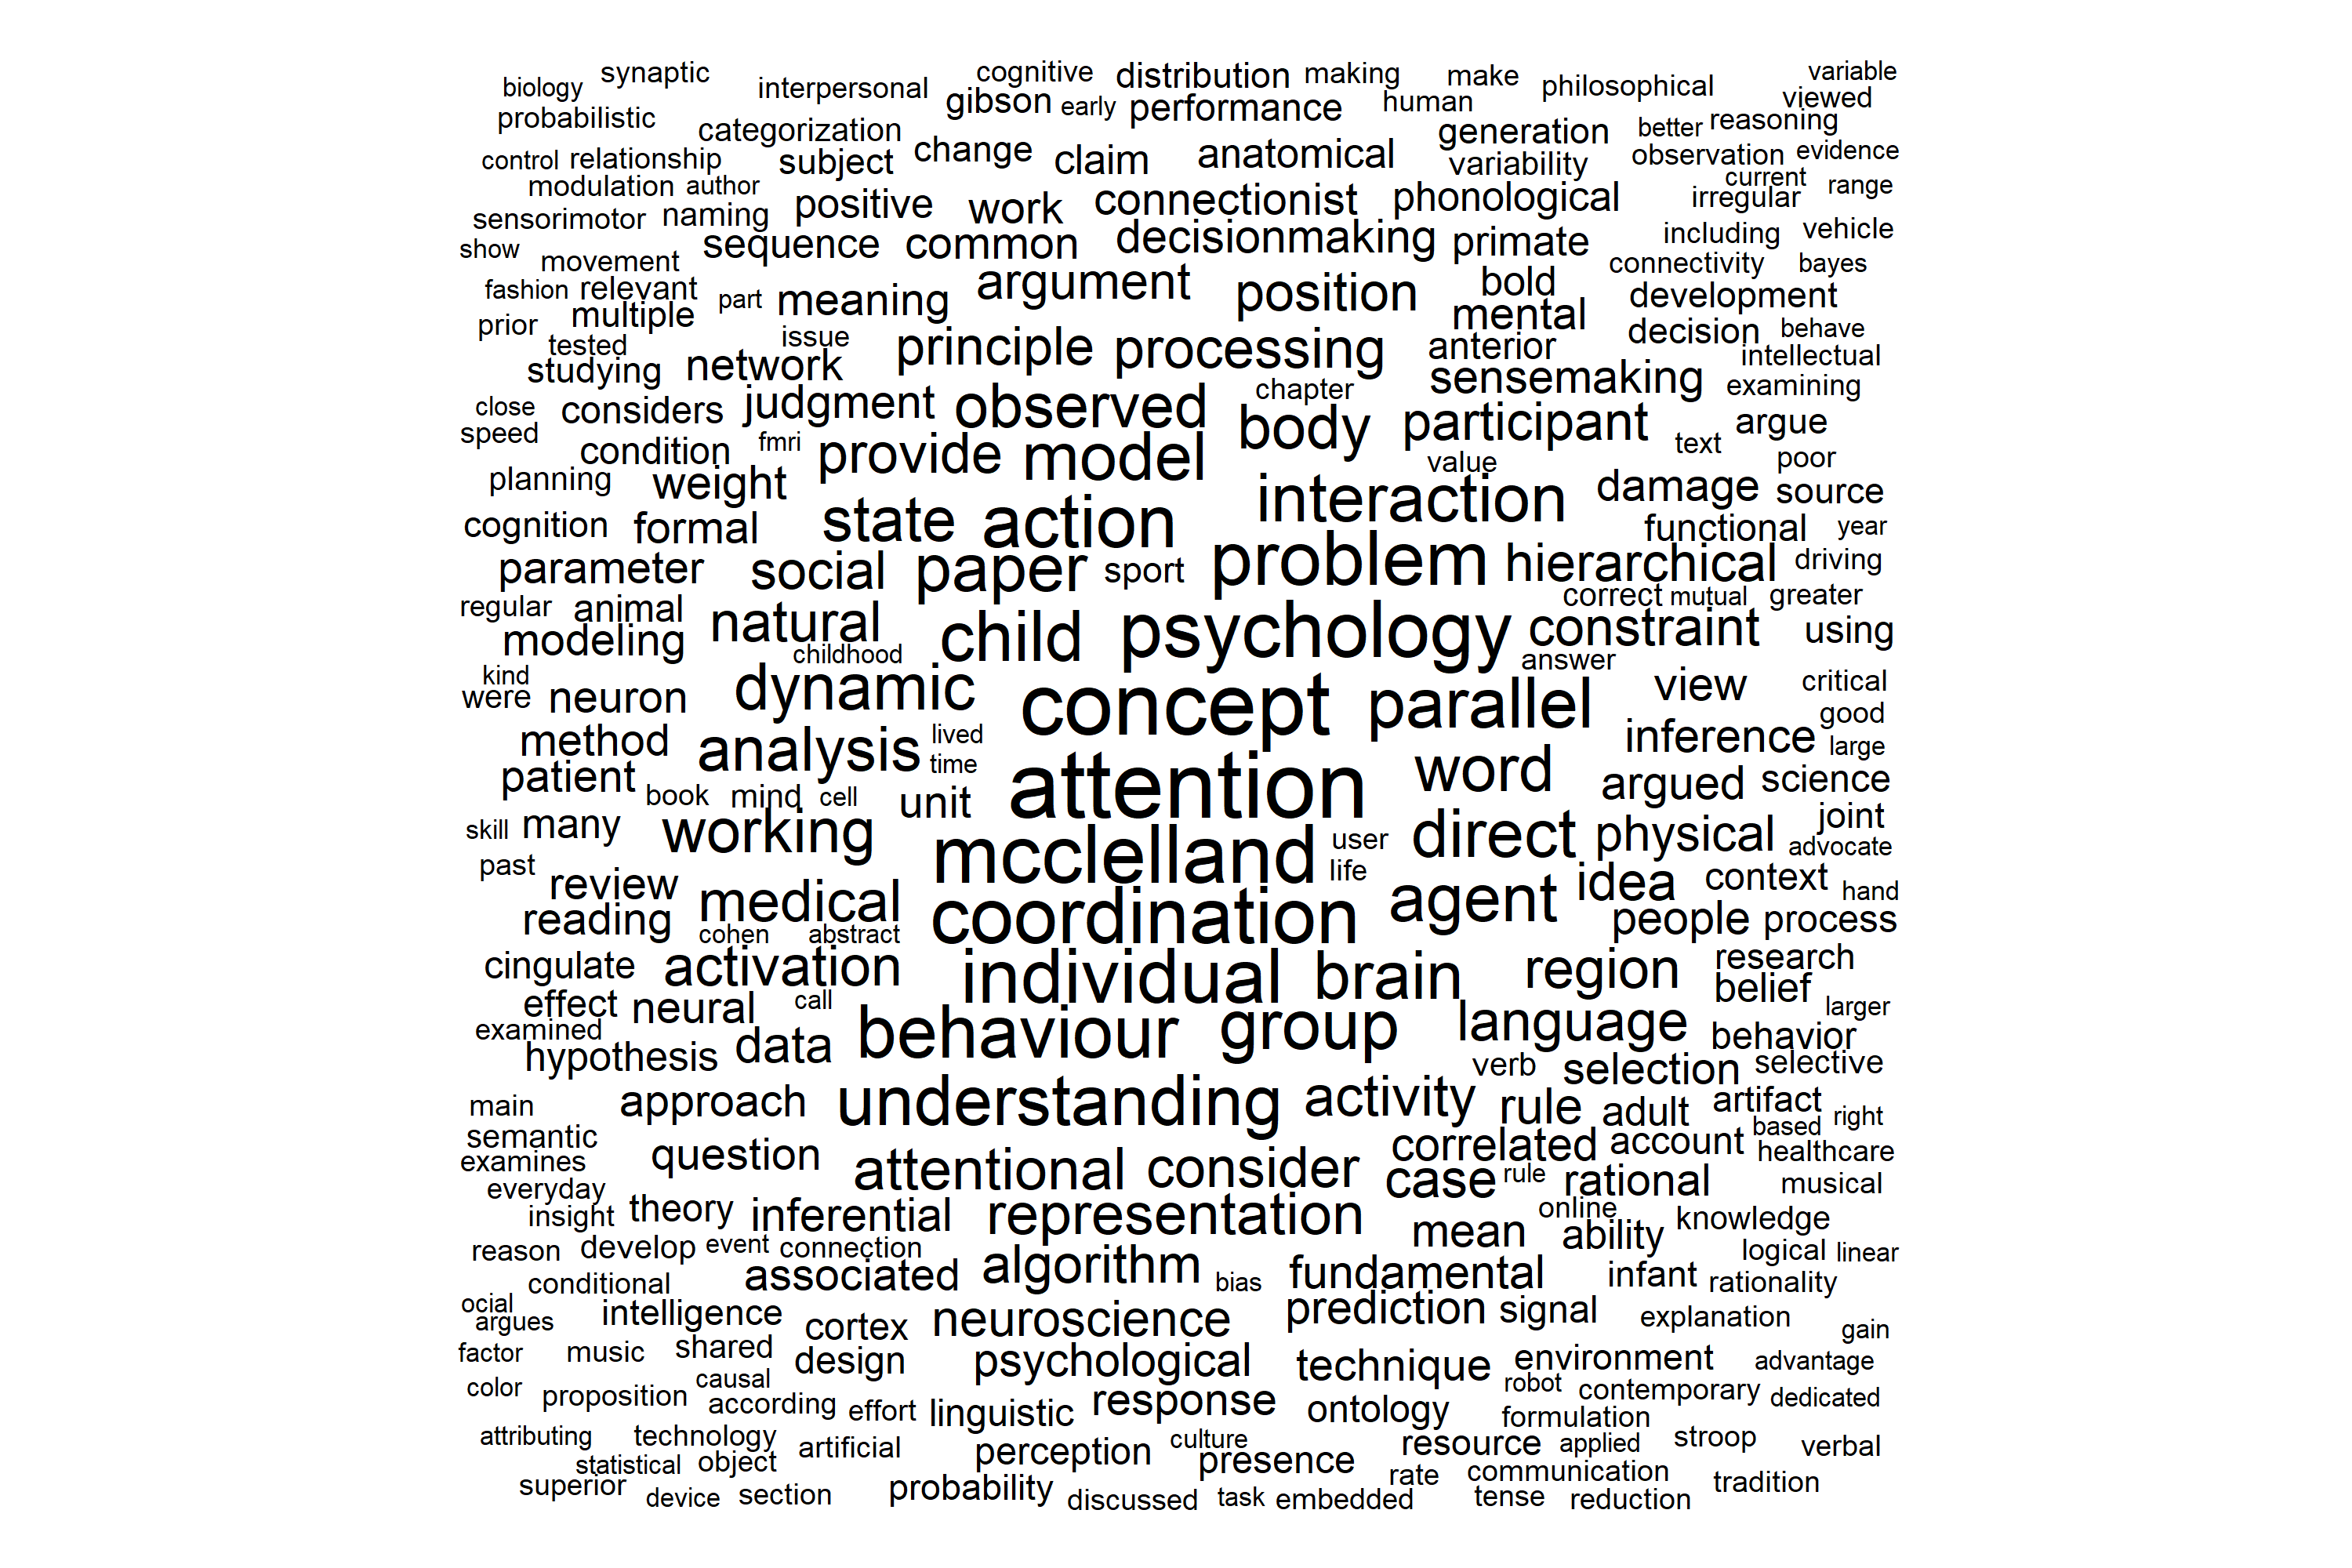 biology synaptic interpersonal cognitive distribution making make philosophical variable
probabilistic gibson early performance human viewed
categorization change claim anatomical generation better reasoning
control relationship subject variability observation evidence
modulation author positive work connectionist phonological irregular current range
sensorimotor naming sequence common decisionmaking primate including vehicle
show movement argument position bold connectivity bayes
fashion relevant part meaning mental development
prior multiple issue principle processing anterior decision behave
tested network sensemaking intellectual
studying judgment observed chapter examining
close considers body participant argue
speed condition fmri provide model value text poor
planning weight interaction damage source
cognition formal state action functional year
parameter social paper sport problem hierarchical driving
regular animal natural child psychology correct mutual greater
modeling childhood constraint using
kind answer
were neuron dynamic concept parallel view critical
method analysis lived inference good
patient time attention word large
book mind cell unit argued science
skill many working mcclelland user direct physical joint
past life advocate
review medical coordination agent idea context hand
reading cohen abstract people process
cingulate activation individual brain region research
effect neural call belief larger
examined data behaviour group language behavior
hypothesis verb selection selective
main approach understanding activity rule adult artifact right
semantic question attentional consider correlated account based
examines case rule rational healthcare
everyday musical
insight theory inferential representation mean online knowledge
reason develop event connection ability logical linear
conditional associated algorithm bias fundamental infant rationality
ocial intelligence neuroscience prediction signal explanation
argues cortex gain
factor music shared design psychological technique environment advantage
color proposition causal response robot contemporary dedicated
according effort linguistic ontology formulation
attributing technology artificial perception culture resource applied stroop verbal
statistical object presence communication
superior device section probability discussed rate task embedded tense reduction tradition